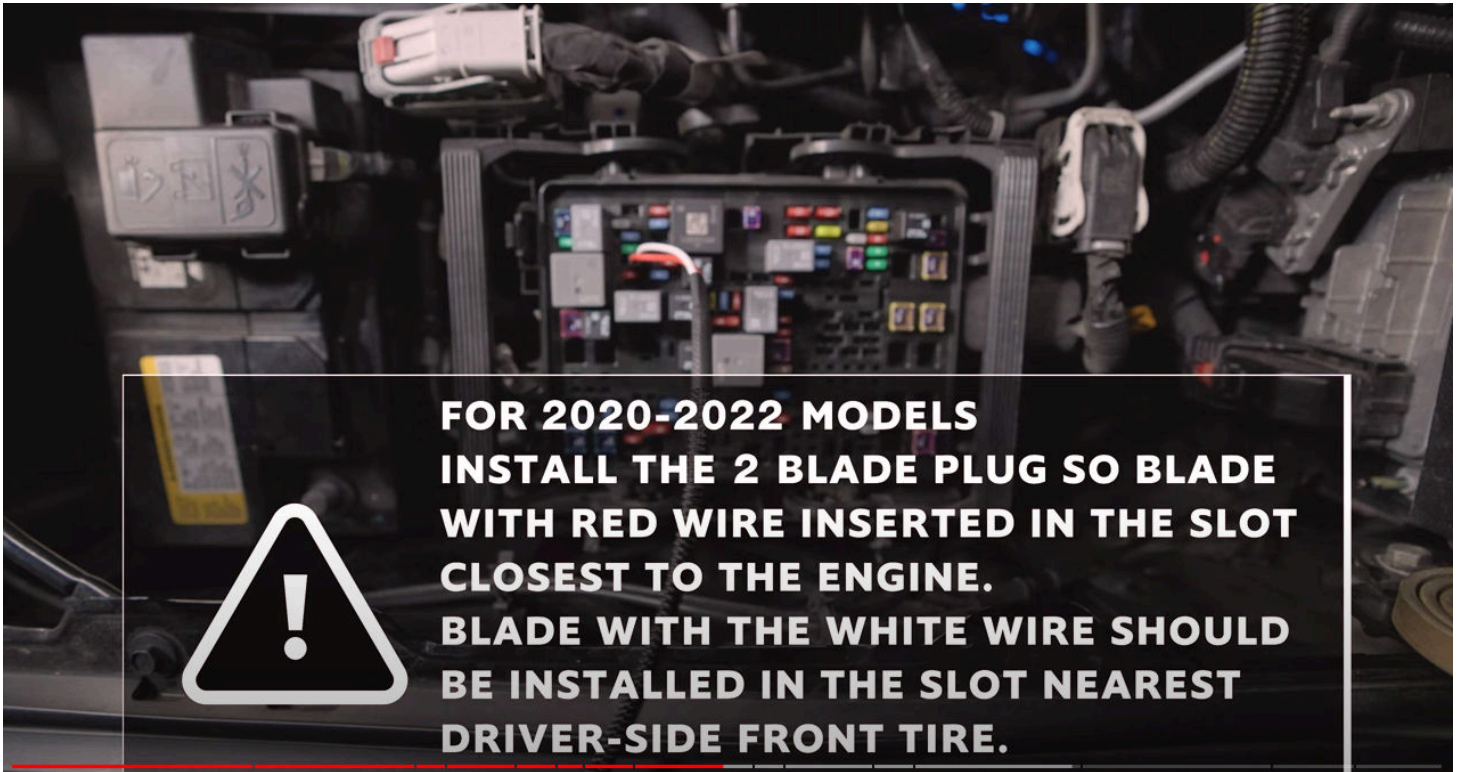 FOR 2020-2022 MODELS
INSTALL THE 2 BLADE PLUG SO BLADE
WITH RED WIRE INSERTED IN THE SLOT
CLOSEST TO THE ENGINE.
BLADE WITH THE WHITE WIRE SHOULD
BE INSTALLED IN THE SLOT NEAREST
DRIVER-SIDE FRONT TIRE.